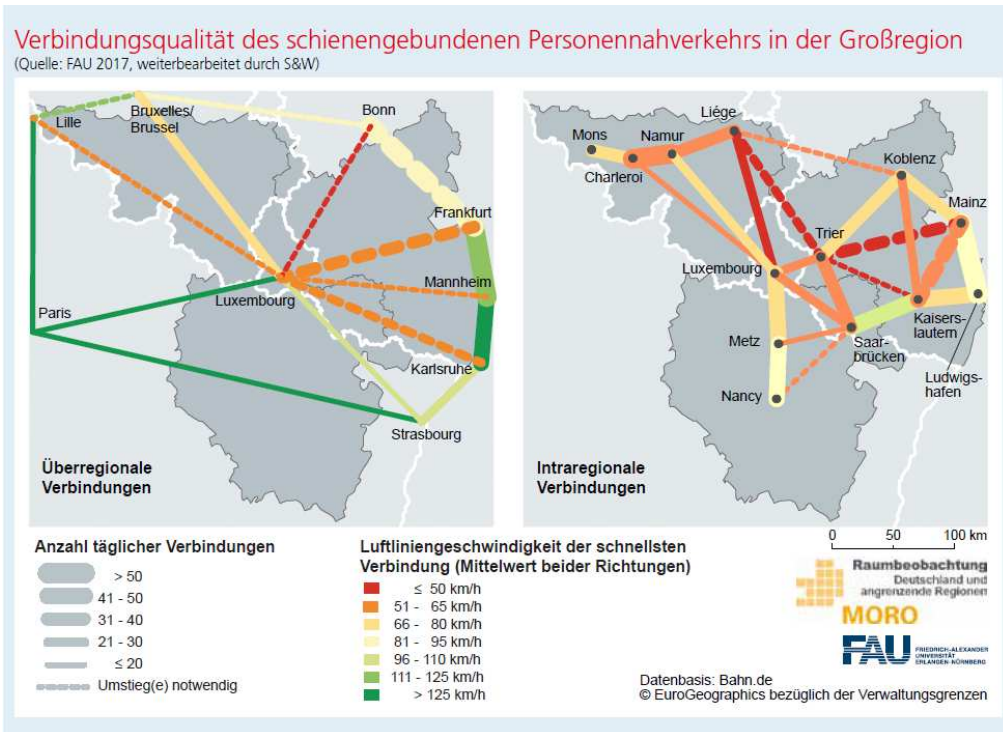 Verbindungsqualität des schienengebundenen Personennahverkehrs in der Großregion
(Quelle: FAU 2017, weiterbearbeitet durch S&W)
Lille
Bruxelles/
Brussel
Bonn
Frankfurt
Mannheim
Luxembourg
Paris
Karlsruhe
Strasbourg
Überregionale
Verbindungen
Liége
Mons
Namur
Charleroi
Koblenz
Mainz
Trier
Luxembourg
Kaisers-
lautern
Metz
Saar-
brücken
Nancy
Ludwigs-
hafen
Intraregionale
Verbindungen
0 50 100 km
Anzahl täglicher Verbindungen
> 50
41 - 50
31 - 40
21 - 30
≤ 20
Umstieg(e) notwendig
Luftliniengeschwindigkeit der schnellsten
Verbindung (Mittelwert beider Richtungen)
≤ 50 km/h
51 - 65 km/h
66 - 80 km/h
81 - 95 km/h
96 - 110 km/h
111 - 125 km/h
> 125 km/h
Raumbeobachtung
Deutschland und
angrenzende Regionen
MORO
FAU
FRIEDRICH-ALEXANDER
UNIVERSITÄT
ERLANGEN-NÜRNBERG
Datenbasis: Bahn.de
© EuroGeographics bezüglich der Verwaltungsgrenzen